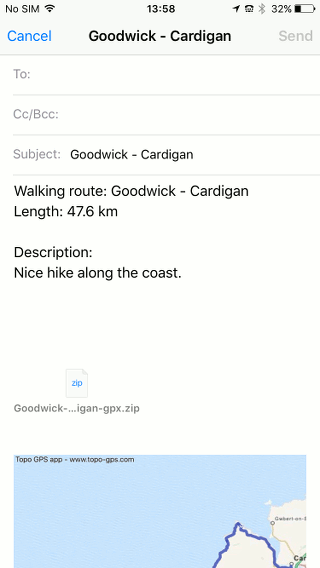 No SIM 13:58 32%
Cancel Goodwick - Cardigan Send
To:
Cc/Bcc:
Subject: Goodwick - Cardigan
Walking route: Goodwick - Cardigan
Length: 47.6 km
Description:
Nice hike along the coast.
zip
Goodwick-...igan-gpx.zip
Topo GPS app - www.topo-gps.com
Gwbert-on-S
Car